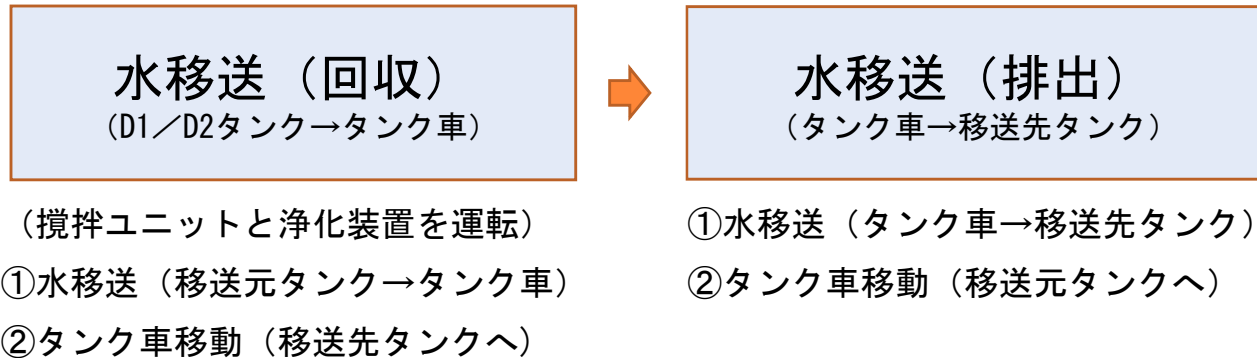 水移送（回収）
（D1／D2タンク→タンク車）
水移送（排出）
（タンク車→移送先タンク）
（撹拌ユニットと浄化装置を運転）
①水移送（移送元タンク→タンク車）
②タンク車移動（移送先タンクへ）
①水移送（タンク車→移送先タンク）
②タンク車移動（移送元タンクへ）